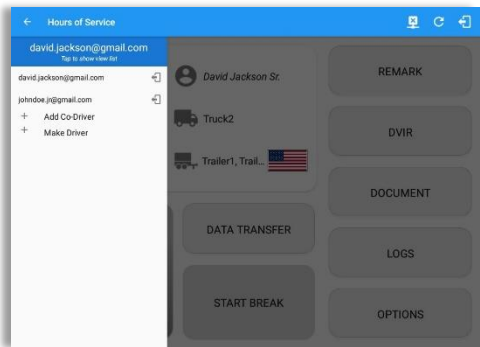 Hours of Service
david.jackson@gmail.com
Tap to show view list
david.jackson@gmail.com
johndoe.jr@gmail.com
+ Add Co-Driver
+ Make Driver
David Jackson Sr.
Truck2
Trailer1, Trail...
DATA TRANSFER
START BREAK
REMARK
DVIR
DOCUMENT
LOGS
OPTIONS